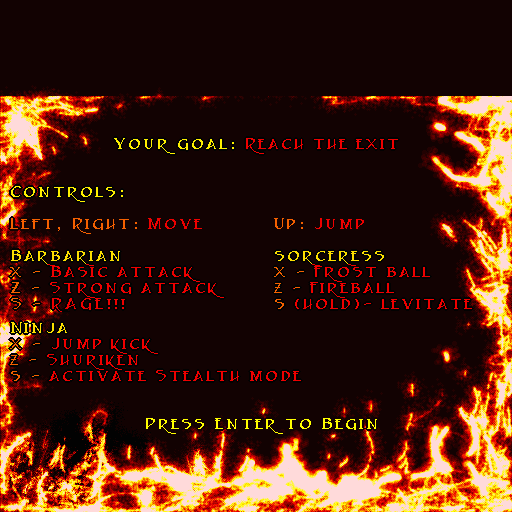 Your goal: Reach the exit
Controls:
Left, Right: Move
Up: Jump
Barbarian
X - Basic attack
Z - Strong attack
S - RAGE!!!
Sorceress
X - Frost ball
Z - Fireball
S (hold)- Levitate
Ninja
X - Jump kick
Z - Shuriken
S - Activate Stealth Mode
Press Enter to Begin